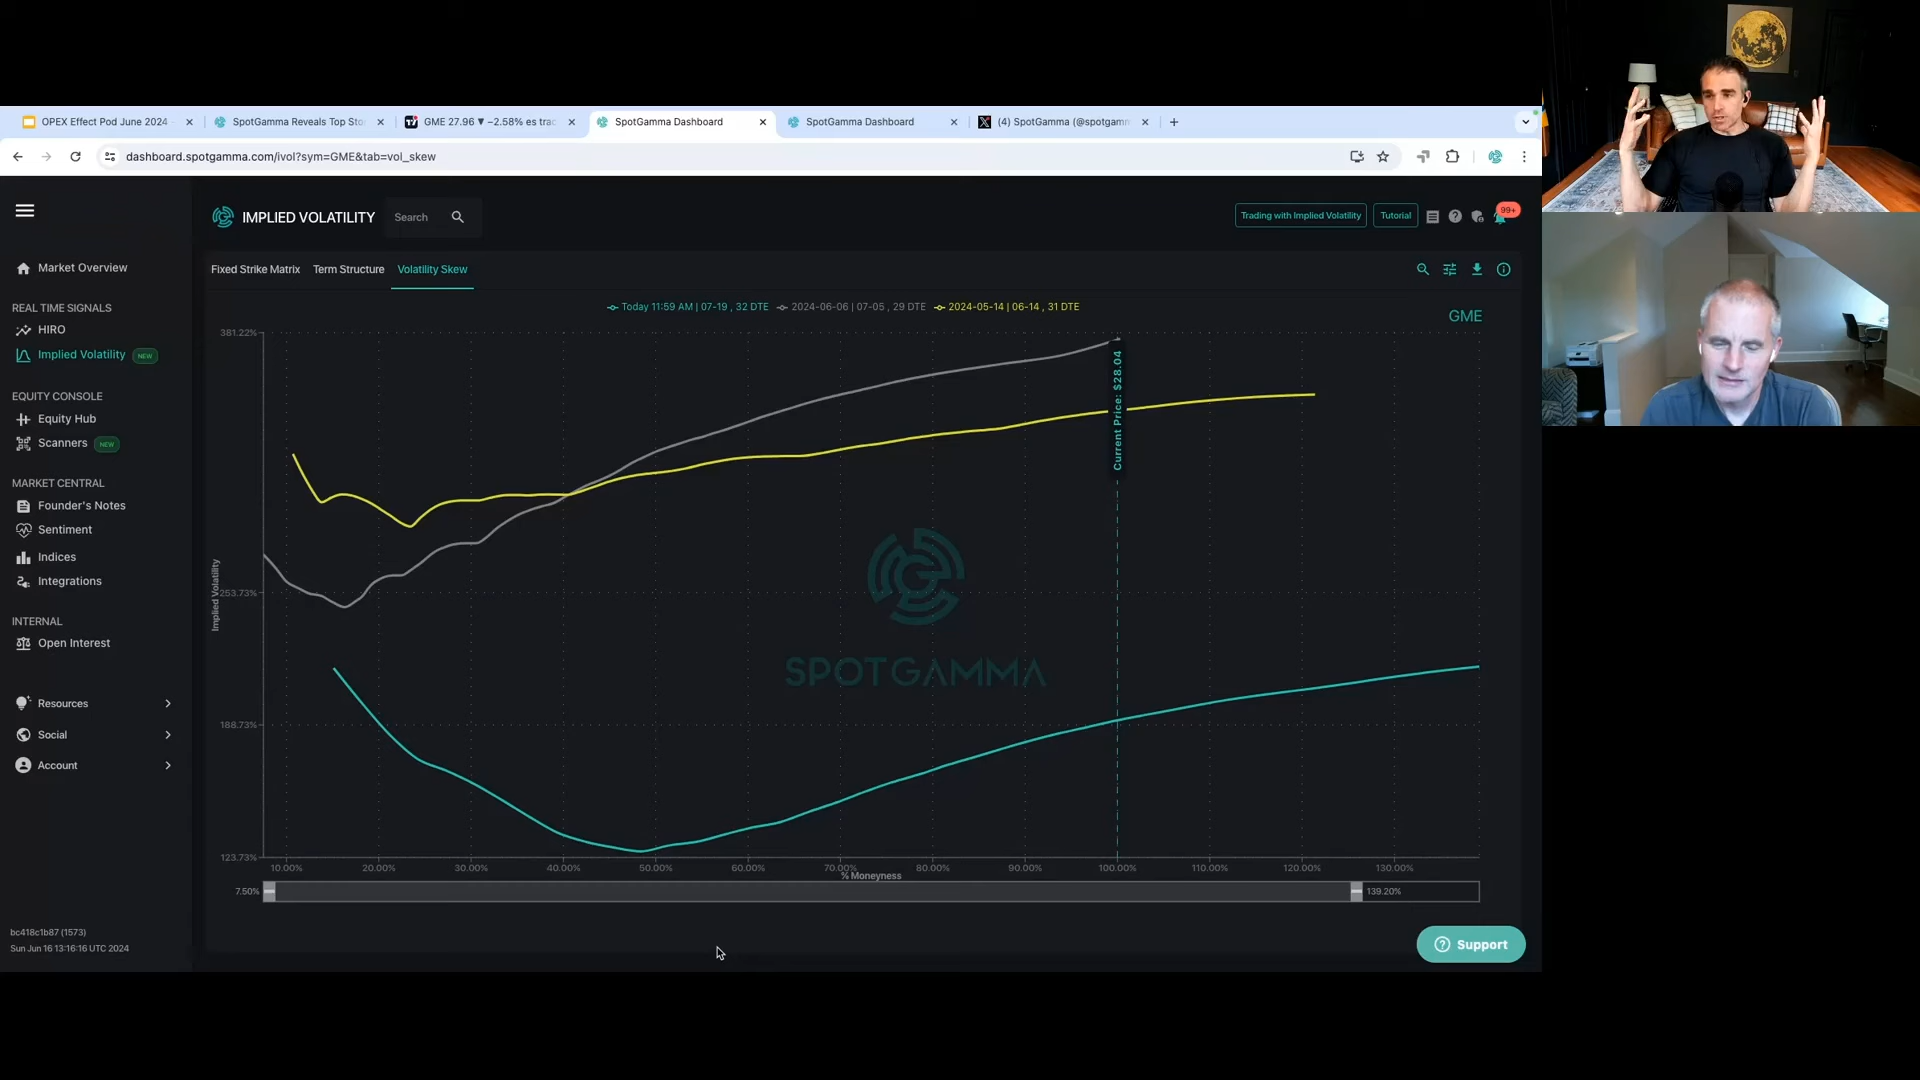 OPEX Effect Pod June 2024
SpotGamma Reveals Top Sto
GME 27.96 ▼ −2.58% es trac
SpotGamma Dashboard
SpotGamma Dashboard
(4) SpotGamma (@spotgam
dashboard.spotgamma.com/ivol?sym=GME&tab=vol_skew
IMPLIED VOLATILITY
Search
Trading with Implied Volatility
Tutorial
99+
Market Overview
REAL TIME SIGNALS
HIRO
Implied Volatility NEW
EQUITY CONSOLE
Equity Hub
Scanners NEW
MARKET CENTRAL
Founder's Notes
Sentiment
Indices
Integrations
INTERNAL
Open Interest
Resources
Social
Account
bc418c1b87 (1573)
Sun Jun 16 13:16:16 UTC 2024
Fixed Strike Matrix
Term Structure
Volatility Skew
Today 11:59 AM | 07-19 , 32 DTE
2024-06-06 | 07-05 , 29 DTE
2024-05-14 | 06-14 , 31 DTE
GME
381.22%
253.73%
188.73%
123.73%
Implied Volatility
Current Price: $28.04
SPOTGAMMA
10.00%
20.00%
30.00%
40.00%
50.00%
60.00%
70.00%
80.00%
90.00%
100.00%
110.00%
120.00%
130.00%
% Moneyness
7.50%
139.20%
Support